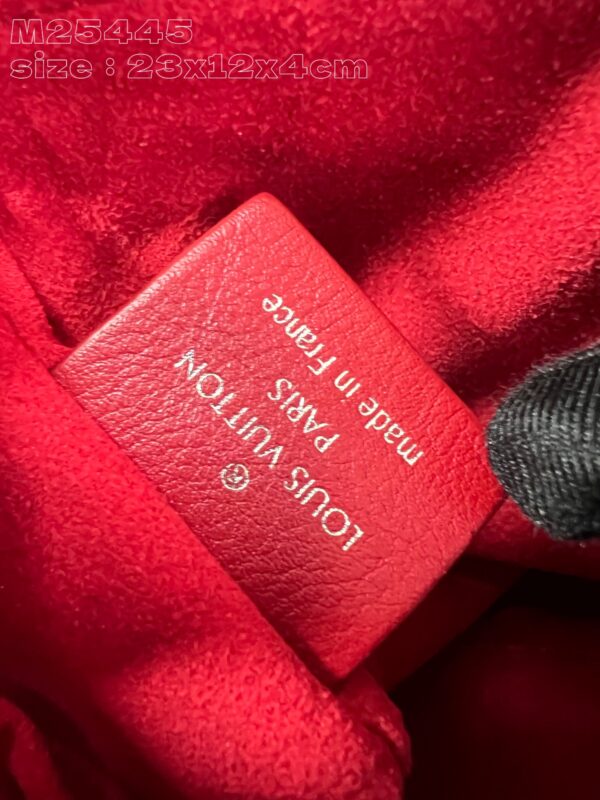 M25445
size : 23x12x4cm
® LOUIS VUITTON
PARIS
made in France